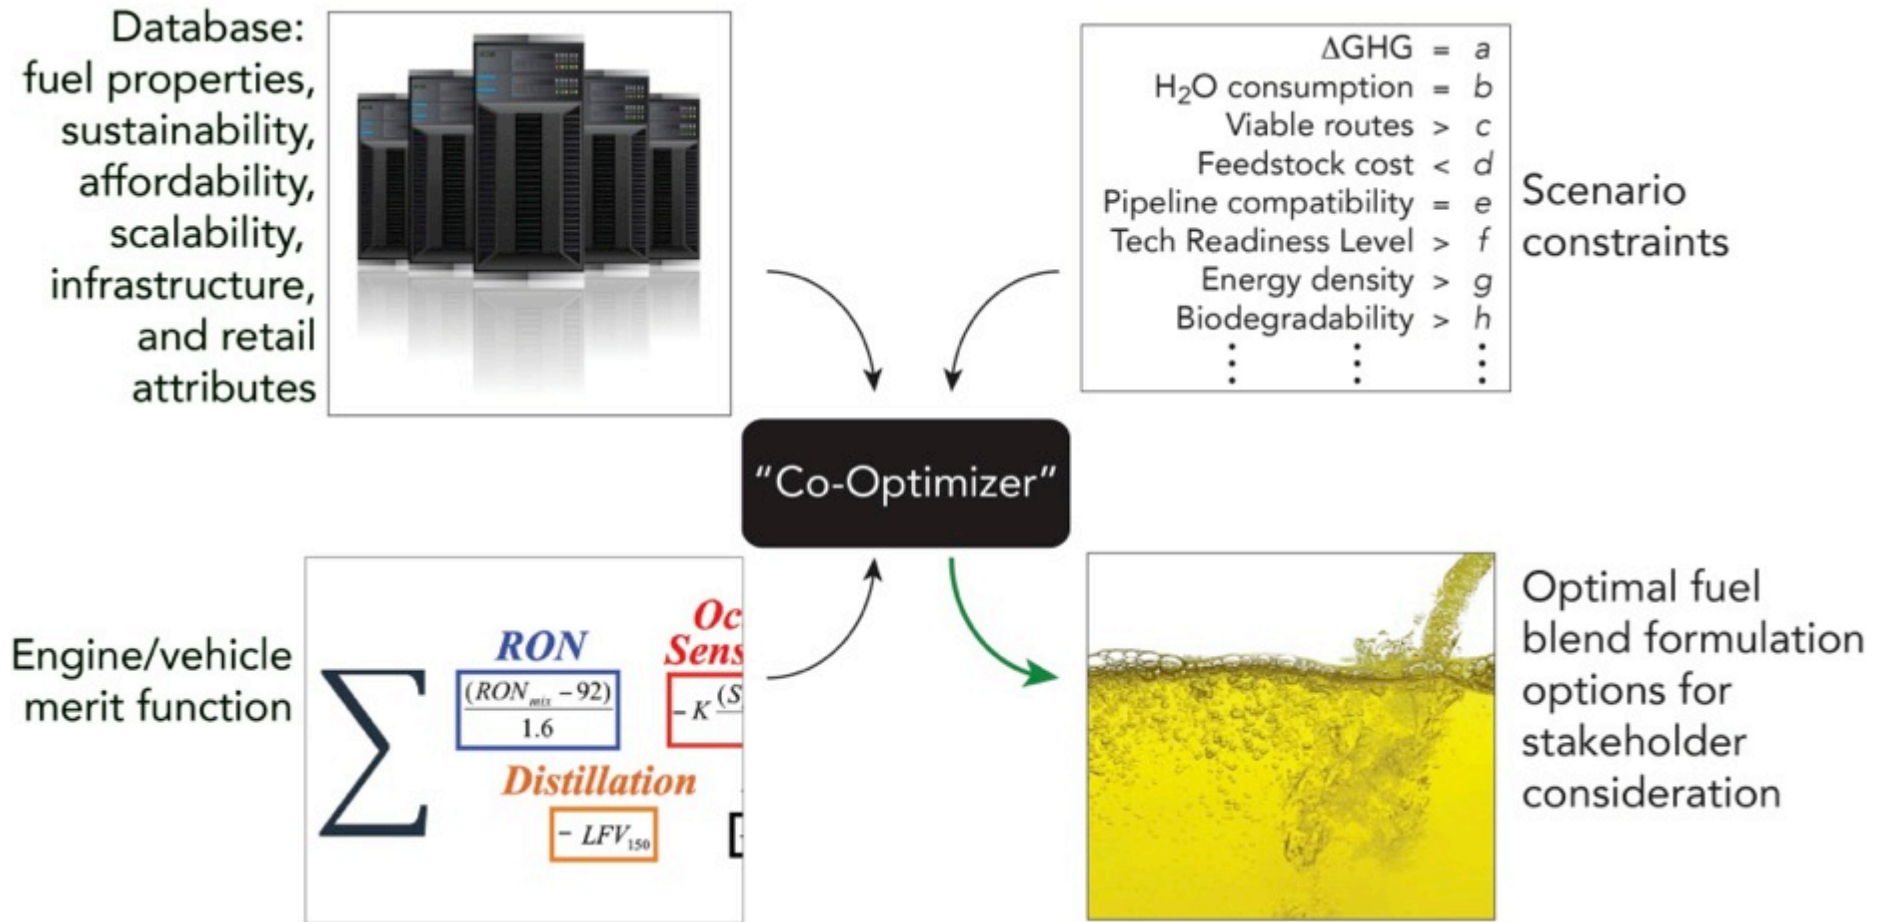 Database:
fuel properties,
sustainability,
affordability,
scalability,
infrastructure,
and retail
attributes
ΔGHG = a
H₂O consumption = b
Viable routes > c
Feedstock cost < d
Pipeline compatibility = e
Tech Readiness Level > f
Energy density > g
Biodegradability > h
Scenario
constraints
"Co-Optimizer"
Engine/vehicle
merit function
∑
RON
(RONmix − 92)
1.6
Oc
Sens
− K (S
Distillation
− LFV₁₅₀
Optimal fuel
blend formulation
options for
stakeholder
consideration